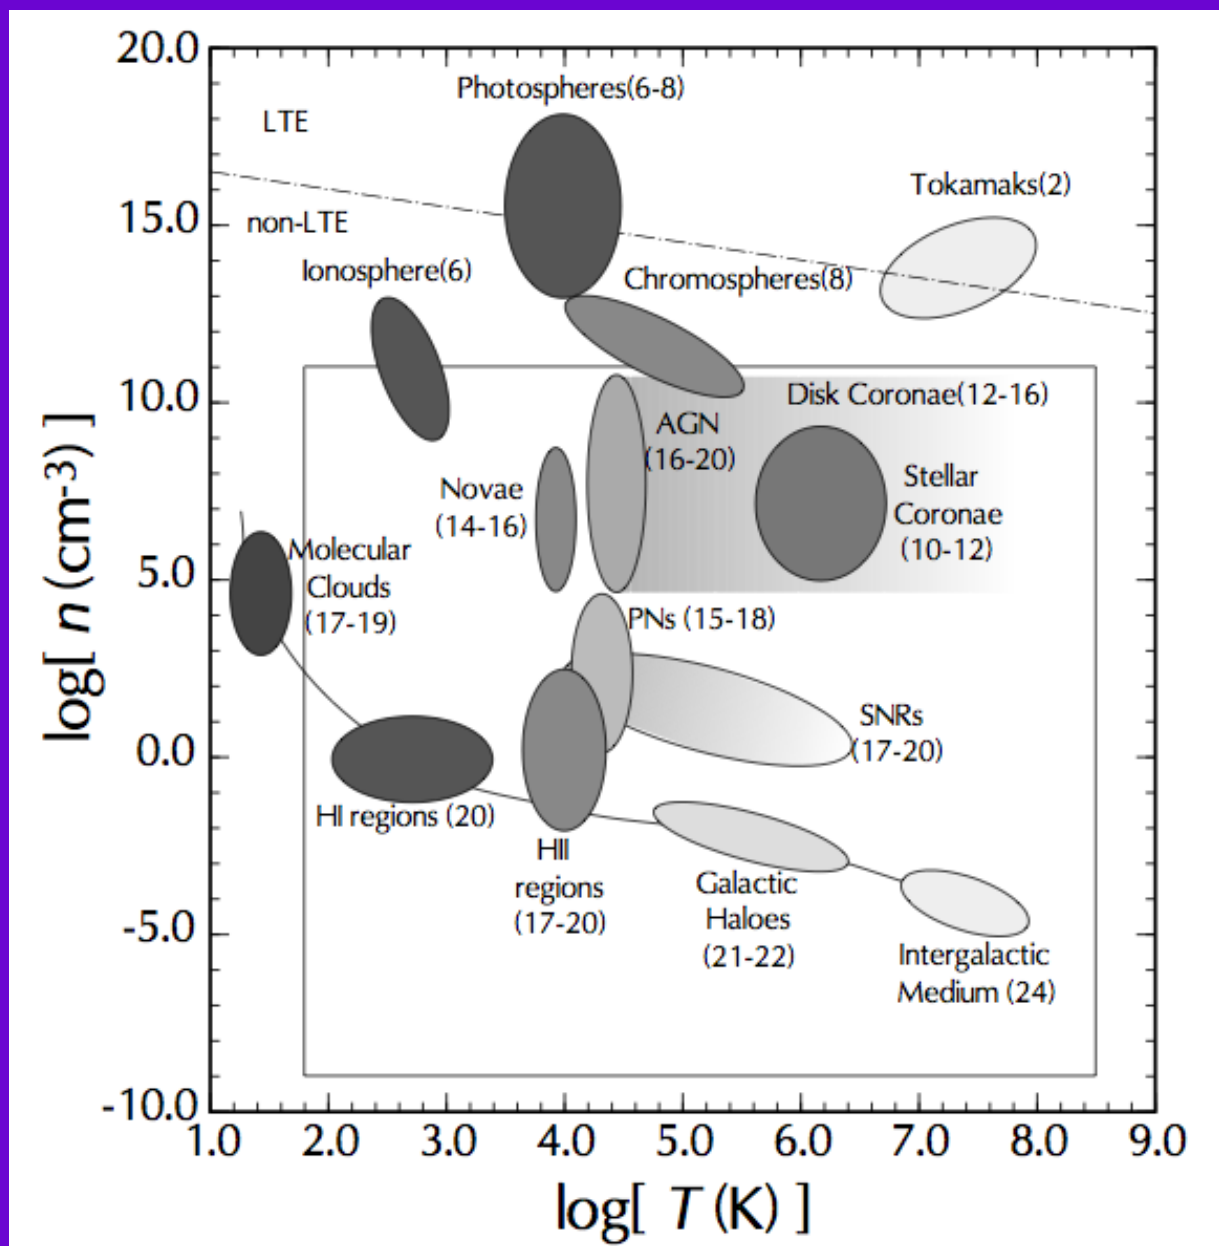 20.0
Photospheres(6-8)
LTE
Tokamaks(2)
15.0
non-LTE
Ionosphere(6)
Chromospheres(8)
10.0
Disk Coronae(12-16)
AGN
(16-20)
Stellar
Coronae
(10-12)
Novae
(14-16)
Molecular
Clouds
(17-19)
5.0
PNs (15-18)
SNRs
(17-20)
0.0
HI regions (20)
HII
regions
(17-20)
Galactic
Haloes
(21-22)
-5.0
Intergalactic
Medium (24)
-10.0
log[ n (cm-3) ]
1.0 2.0 3.0 4.0 5.0 6.0 7.0 8.0 9.0
log[ T (K) ]